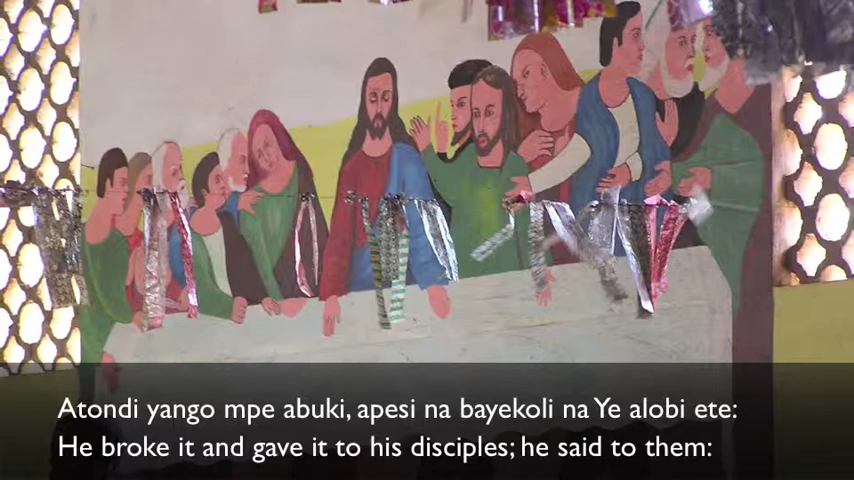 Atondi yango mpe abuki, apesi na bayekoli na Ye alobi ete:
He broke it and gave it to his disciples; he said to them: